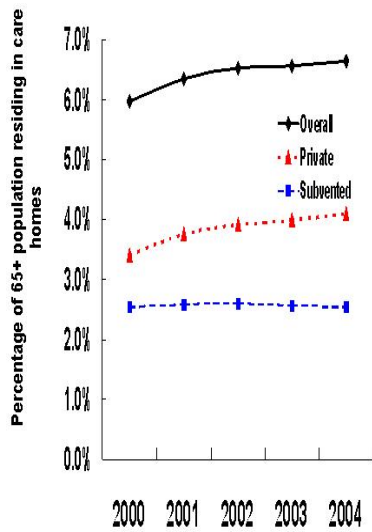 Percentage of 65+ population residing in care
homes
7.0%
6.0%
5.0%
4.0%
3.0%
2.0%
1.0%
0.0%
Overall
Private
Subvented
2000 2001 2002 2003 2004